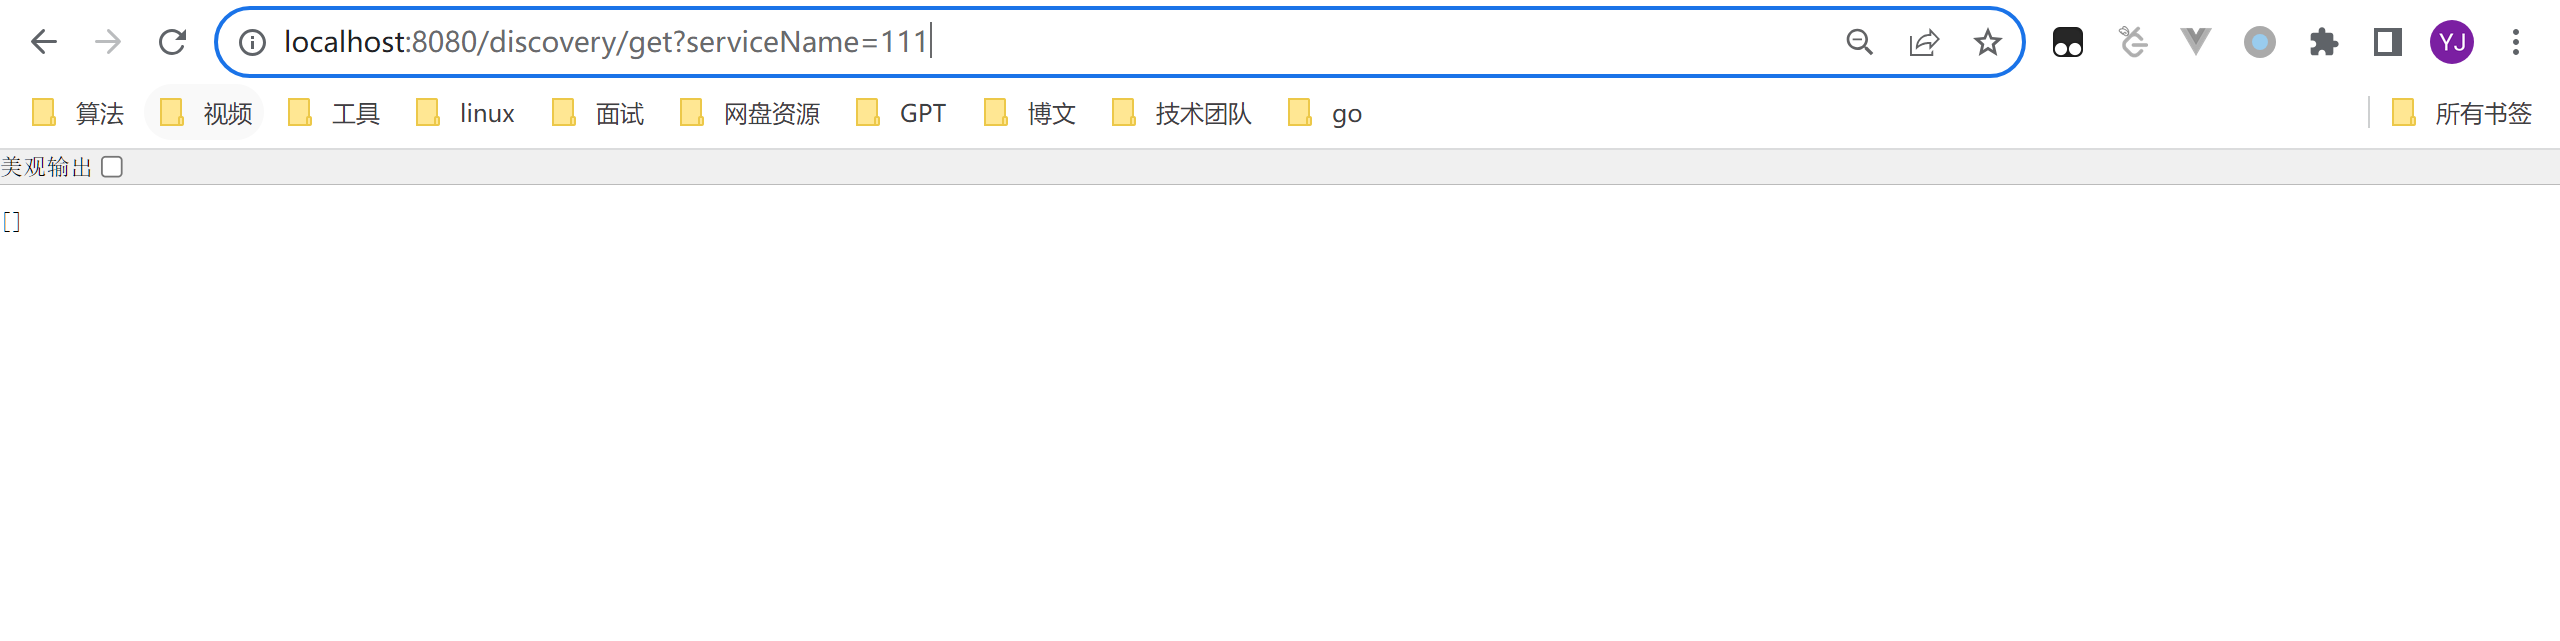 localhost:8080/discovery/get?serviceName=111
YJ
算法 视频 工具 linux 面试 网盘资源 GPT 博文 技术团队 go 所有书签
美观输出
[]